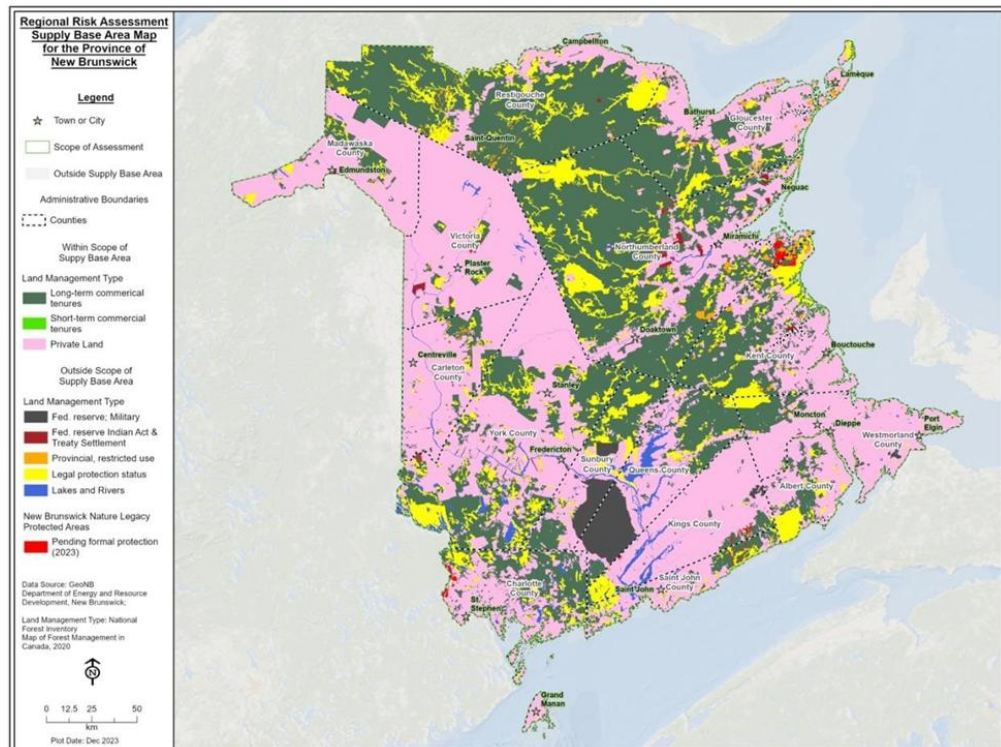 Regional Risk Assessment
Supply Base Area Map
for the Province of
New Brunswick
Legend
Town or City
Scope of Assessment
Outside Supply Base Area
Administrative Boundaries
Counties
Within Scope of
Suppy Base Area
Land Management Type
Long-term commerical
tenures
Short-term commercial
tenures
Private Land
Outside Scope of
Supply Base Area
Land Management Type
Fed. reserve; Military
Fed. reserve Indian Act &
Treaty Settlement
Provincial, restricted use
Legal protection status
Lakes and Rivers
New Brunswick Nature Legacy
Protected Areas
Pending formal protection
(2023)
Data Source: GeoNB
Department of Energy and Resource
Development, New Brunswick;
Land Management Type: National
Forest Inventory
Map of Forest Management in
Canada, 2020
N
0 12.5 25 50
km
Plot Date: Dec 2023
Campbellton
Lamèque
Restigouche
County
Bathurst
Gloucester
County
Saint-Quentin
Madawaska
County
Edmundston
Neguac
Victoria
County
Northumberland
County
Miramichi
Plaster
Rock
Doaktown
Bouctouche
Kent County
Centreville
Carleton
County
Stanley
Moncton
Dieppe
Port
Elgin
Westmorland
County
York County
Fredericton
Sunbury
County
Queens County
Albert County
Kings County
Charlotte
County
Saint John
Saint John
County
St.
Stephen
Grand
Manan